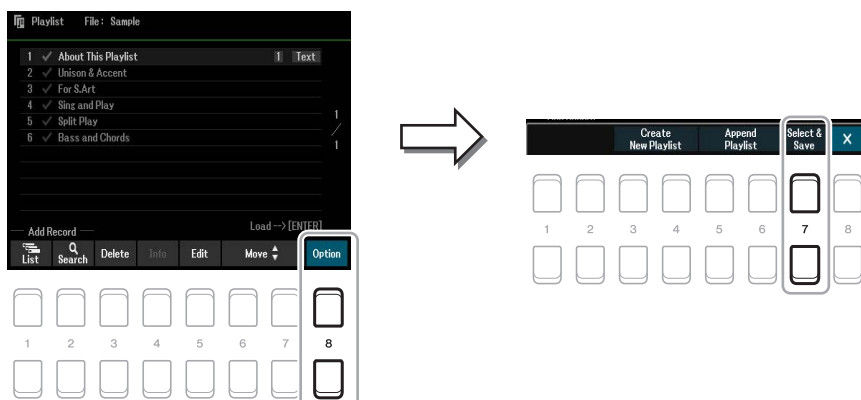 Playlist File: Sample
1 About This Playlist 1 Text
2 Unison & Accent
3 For S.Art
4 Sing and Play
5 Split Play
6 Bass and Chords
1
/
1
Add Record
Load-->[ENTER]
List Search Delete Info Edit Move Option
1 2 3 4 5 6 7 8
Create New Playlist
Append Playlist
Select & Save
X
1 2 3 4 5 6 7 8